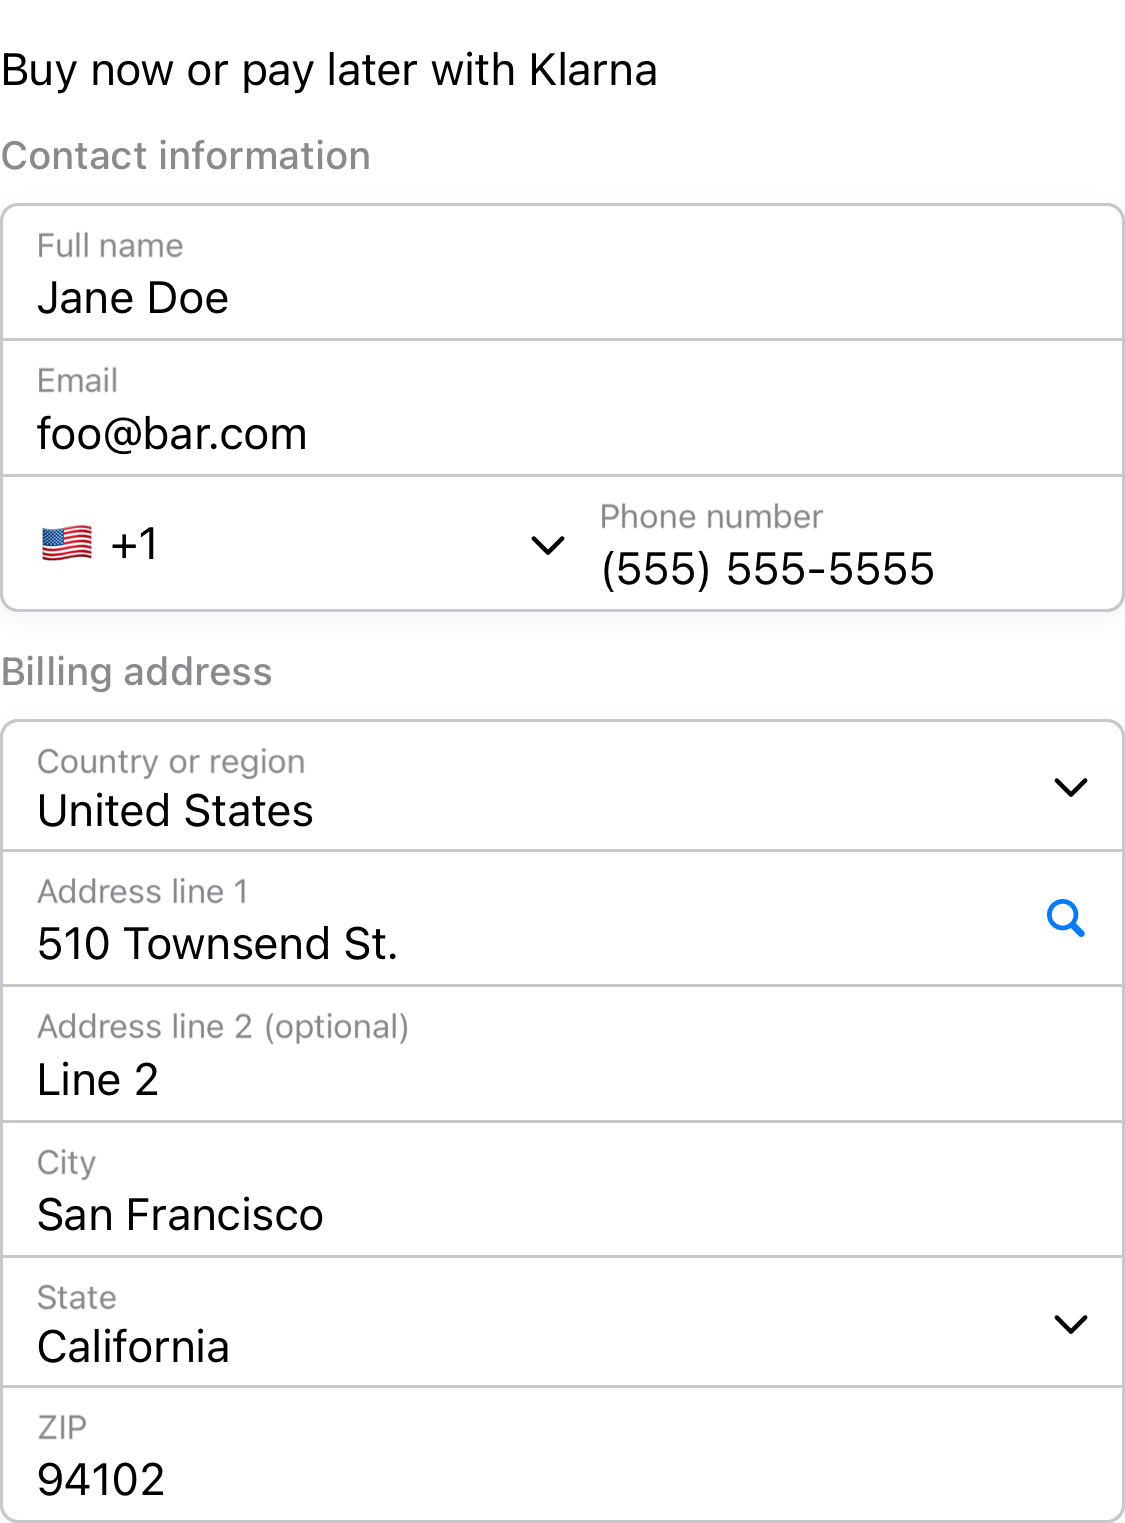 Buy now or pay later with Klarna
Contact information
Full name
Jane Doe
Email
foo@bar.com
🇺🇸 +1
Phone number
(555) 555-5555
Billing address
Country or region
United States
Address line 1
510 Townsend St.
Address line 2 (optional)
Line 2
City
San Francisco
State
California
ZIP
94102